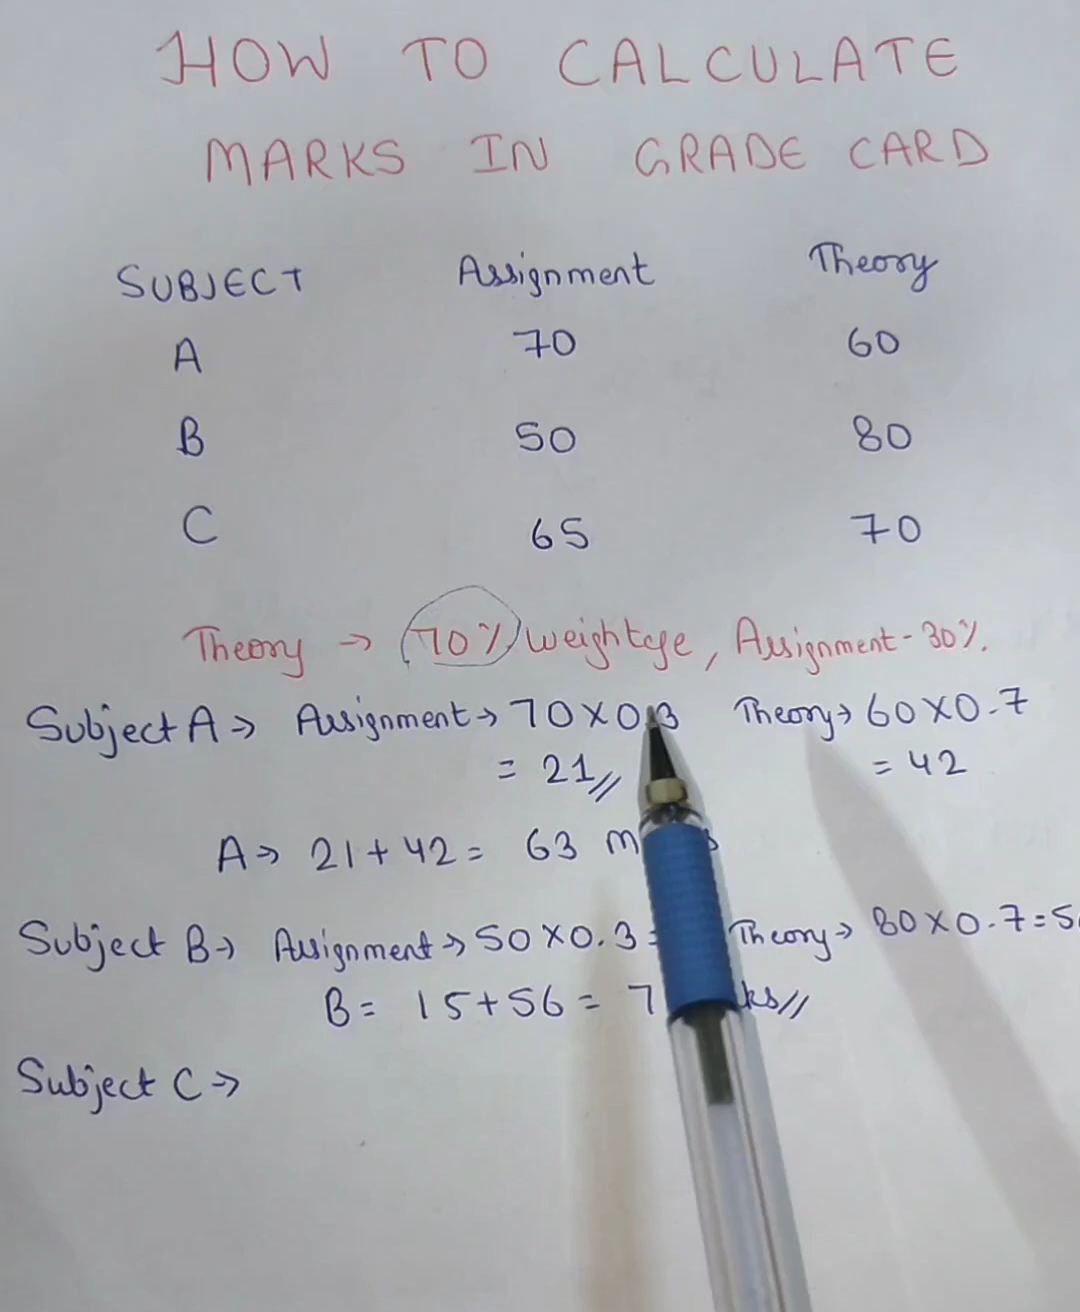 HOW TO CALCULATE
MARKS IN GRADE CARD
SUBJECT Assignment Theory
A 70 60
B 50 80
C 65 70
Theory → 70% weightage, Assignment - 30%.
Subject A → Assignment → 70 X 0.3 Theory → 60 X 0.7
= 21// = 42
A → 21 + 42 = 63
Subject B → Assignment → 50 X 0.3 = Theory → 80 X 0.7 = 5
B = 15 + 56 = 7
Subject C →